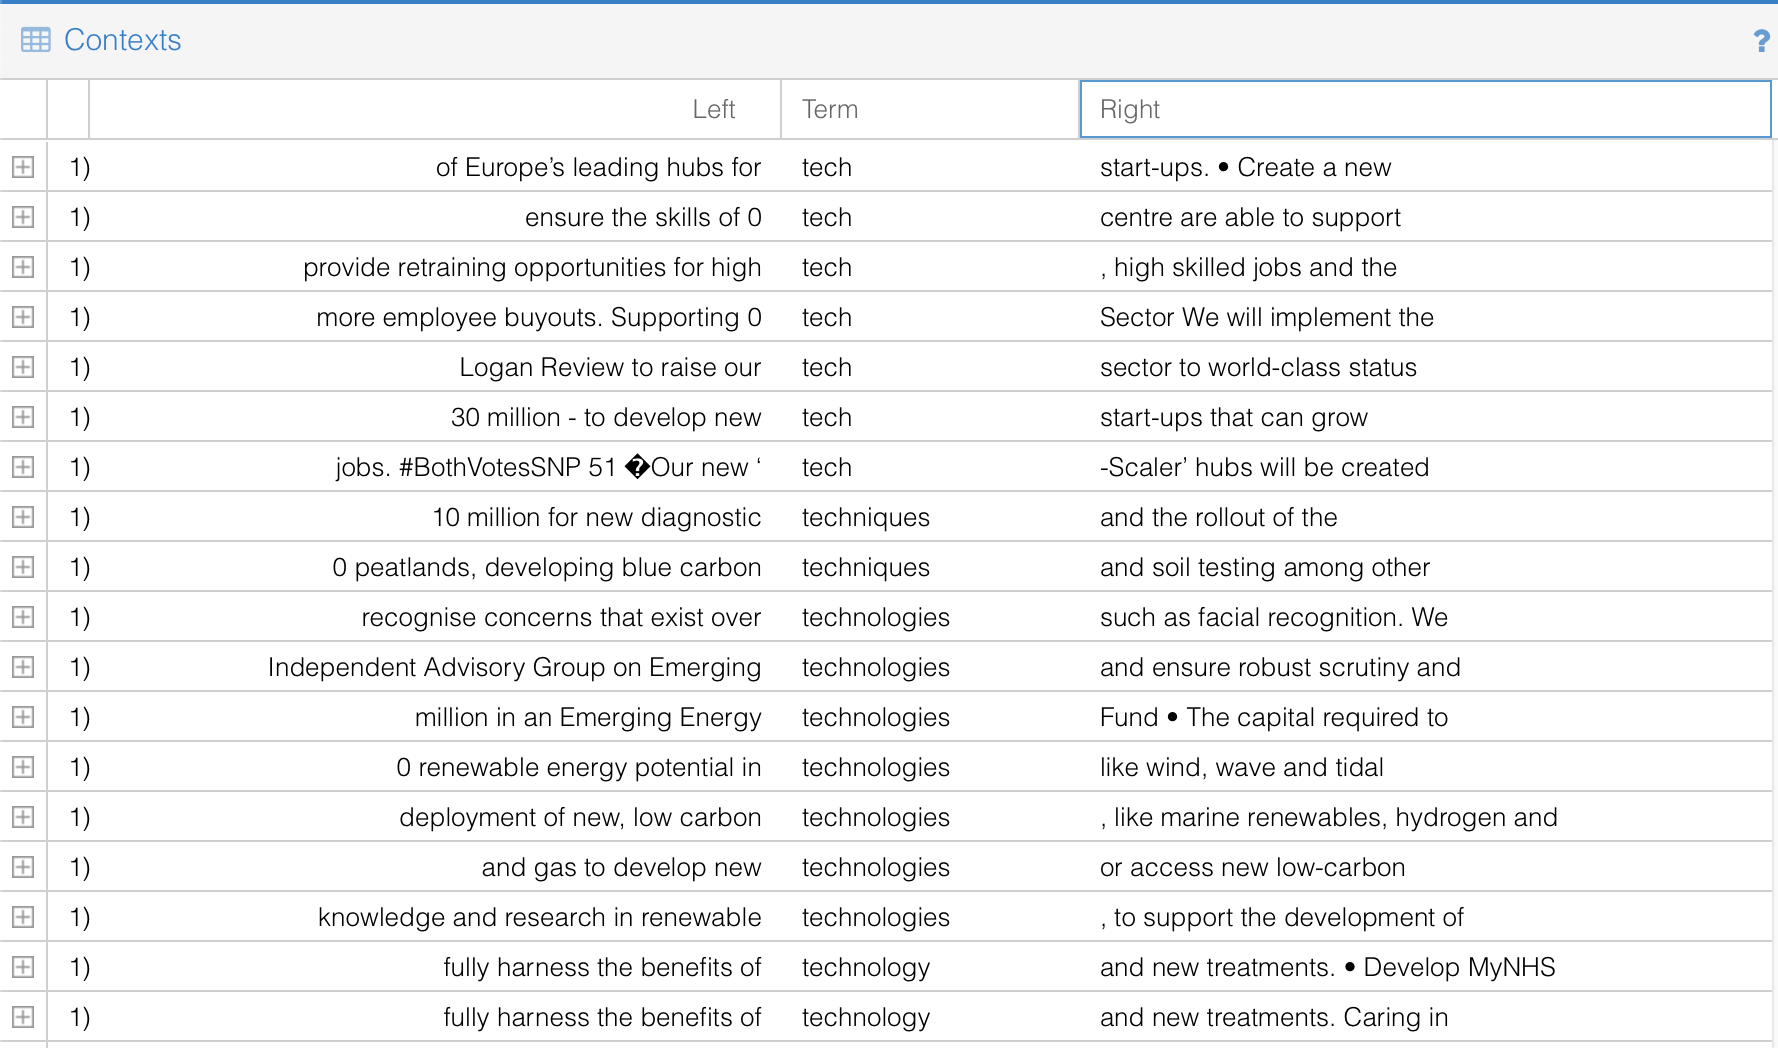 Contexts ?
Left Term Right
1) of Europe’s leading hubs for tech start-ups. • Create a new
1) ensure the skills of 0 tech centre are able to support
1) provide retraining opportunities for high tech , high skilled jobs and the
1) more employee buyouts. Supporting 0 tech Sector We will implement the
1) Logan Review to raise our tech sector to world-class status
1) 30 million - to develop new tech start-ups that can grow
1) jobs. #BothVotesSNP 51 �Our new ‘ tech -Scaler’ hubs will be created
1) 10 million for new diagnostic techniques and the rollout of the
1) 0 peatlands, developing blue carbon techniques and soil testing among other
1) recognise concerns that exist over technologies such as facial recognition. We
1) Independent Advisory Group on Emerging technologies and ensure robust scrutiny and
1) million in an Emerging Energy technologies Fund • The capital required to
1) 0 renewable energy potential in technologies like wind, wave and tidal
1) deployment of new, low carbon technologies , like marine renewables, hydrogen and
1) and gas to develop new technologies or access new low-carbon
1) knowledge and research in renewable technologies , to support the development of
1) fully harness the benefits of technology and new treatments. • Develop MyNHS
1) fully harness the benefits of technology and new treatments. Caring in